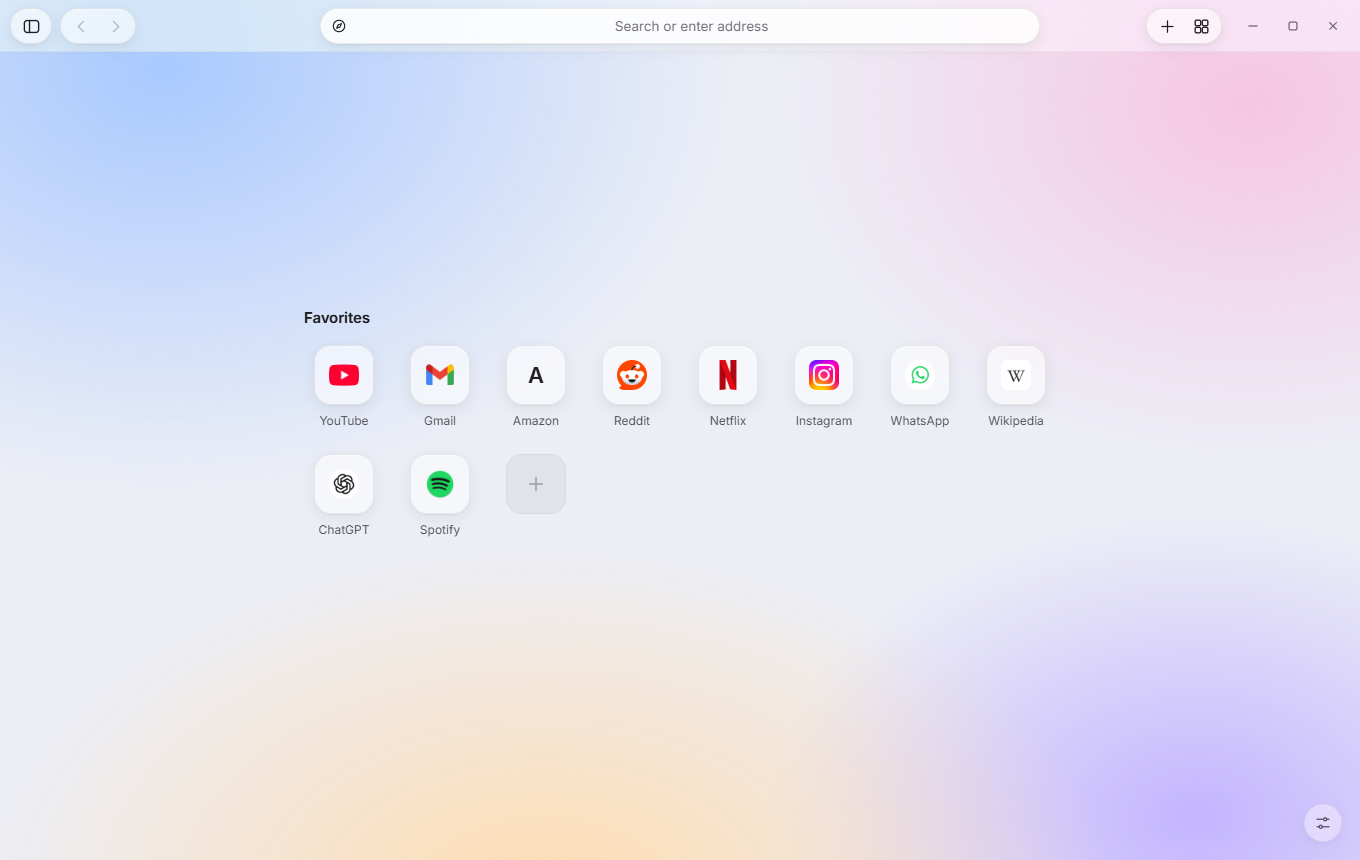 Search or enter address
Favorites
A
W
YouTube Gmail Amazon Reddit Netflix Instagram WhatsApp Wikipedia
ChatGPT Spotify